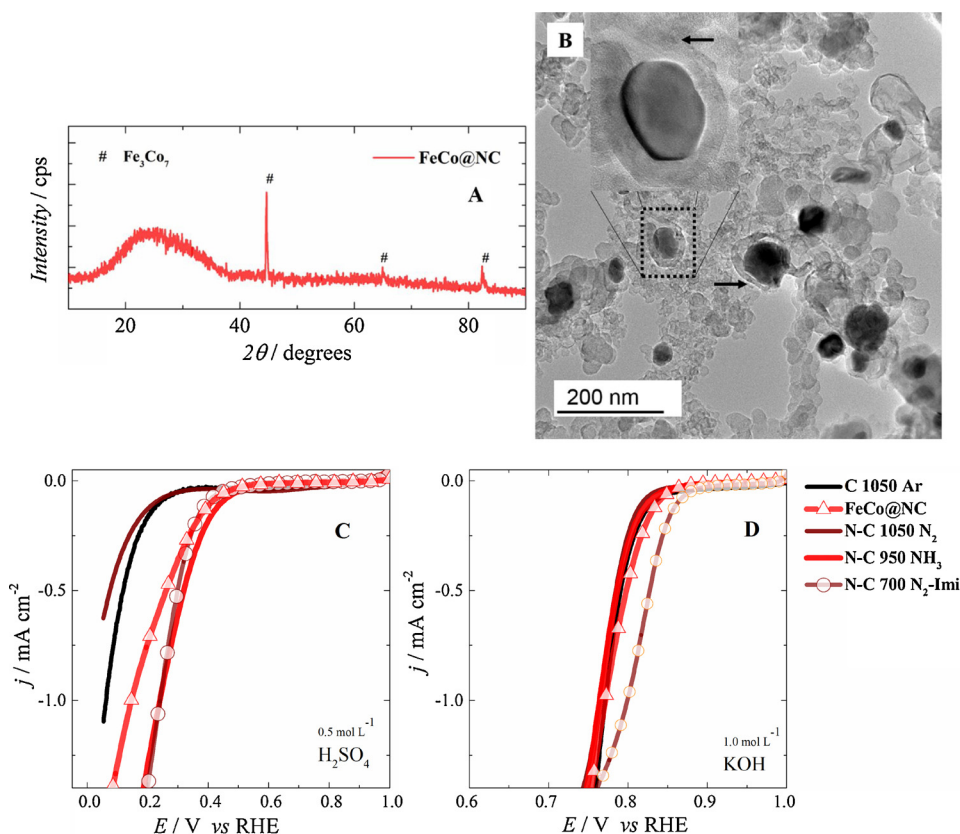 # Fe₃Co₇
FeCo@NC
A
#
#
#
Intensity / cps
20 40 60 80
2θ / degrees
B
200 nm
0.0
-0.5
-1.0
j / mA cm⁻²
C
0.5 mol L⁻¹
H₂SO₄
0.0 0.2 0.4 0.6 0.8 1.0
E / V vs RHE
0.0
-0.5
-1.0
j / mA cm⁻²
D
1.0 mol L⁻¹
KOH
0.6 0.7 0.8 0.9 1.0
E / V vs RHE
C 1050 Ar
FeCo@NC
N-C 1050 N₂
N-C 950 NH₃
N-C 700 N₂-Imi